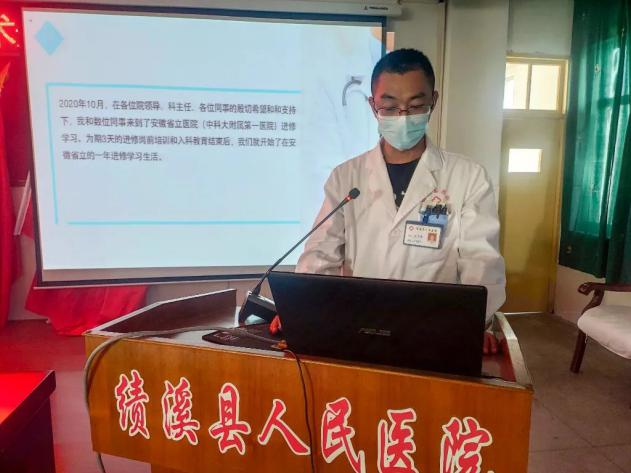 术
2020年10月，在各位院领导、科主任、各位同事的殷切希望和和支持
下，我和数位同事来到了安徽省立医院（中科大附属第一医院）进修
学习。为期3天的进修岗前培训和入科教育结束后，我们就开始了在安
徽省立的一年进修学习生活。
ASUS
绩溪县人民医院